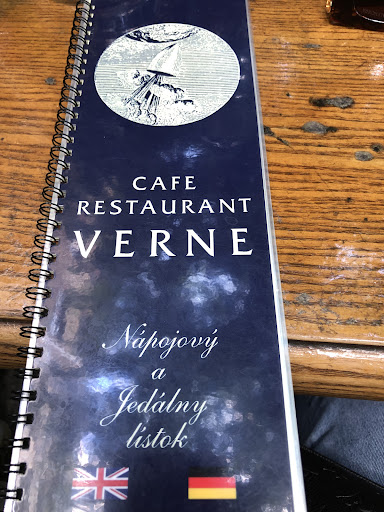 CAFE
RESTAURANT
VERNE
Nápojový
a
Jedálny
lístok